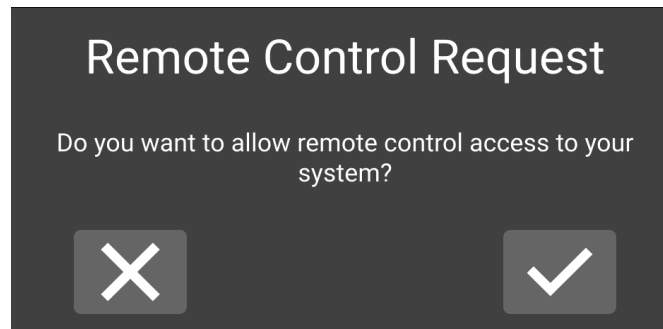 Remote Control Request
Do you want to allow remote control access to your
system?